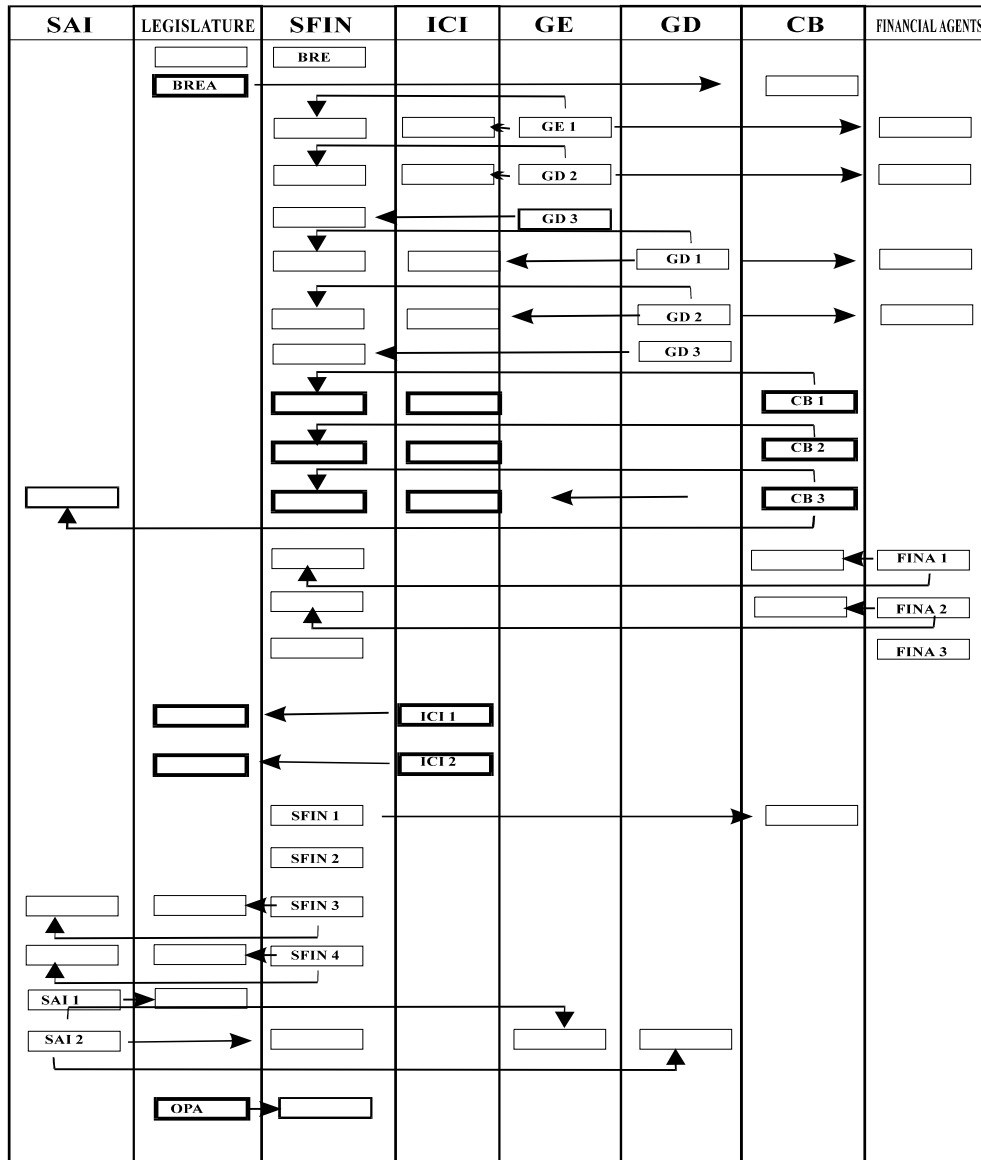 SAI LEGISLATURE SFIN ICI GE GD CB FINANCIAL AGENTS
BRE
BREA
GE 1
GD 2
GD 3
GD 1
GD 2
GD 3
CB 1
CB 2
CB 3
FINA 1
FINA 2
FINA 3
ICI 1
ICI 2
SFIN 1
SFIN 2
SFIN 3
SFIN 4
SAI 1
SAI 2
OPA